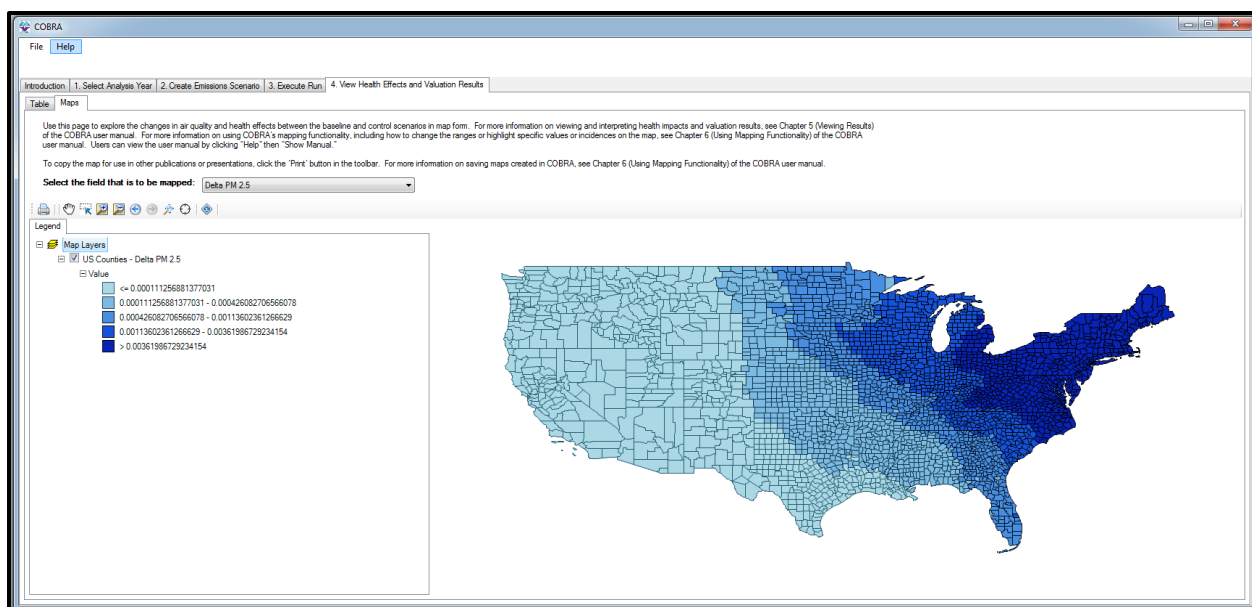 COBRA
File Help
Introduction 1. Select Analysis Year 2. Create Emissions Scenario 3. Execute Run 4. View Health Effects and Valuation Results
Table Maps
Use this page to explore the changes in air quality and health effects between the baseline and control scenarios in map form. For more information on viewing and interpreting health impacts and valuation results, see Chapter 5 (Viewing Results)
of the COBRA user manual. For more information on using COBRA's mapping functionality, including how to change the ranges or highlight specific values or incidences on the map, see Chapter 6 (Using Mapping Functionality) of the COBRA
user manual. Users can view the user manual by clicking "Help" then "Show Manual."
To copy the map for use in other publications or presentations, click the 'Print' button in the toolbar. For more information on saving maps created in COBRA, see Chapter 6 (Using Mapping Functionality) of the COBRA user manual.
Select the field that is to be mapped: Delta PM 2.5
Legend
Map Layers
US Counties - Delta PM 2.5
Value
<= 0.000111256881377031
0.000111256881377031 - 0.000426082706566078
0.000426082706566078 - 0.00113602361266629
0.00113602361266629 - 0.00361986729234154
> 0.00361986729234154